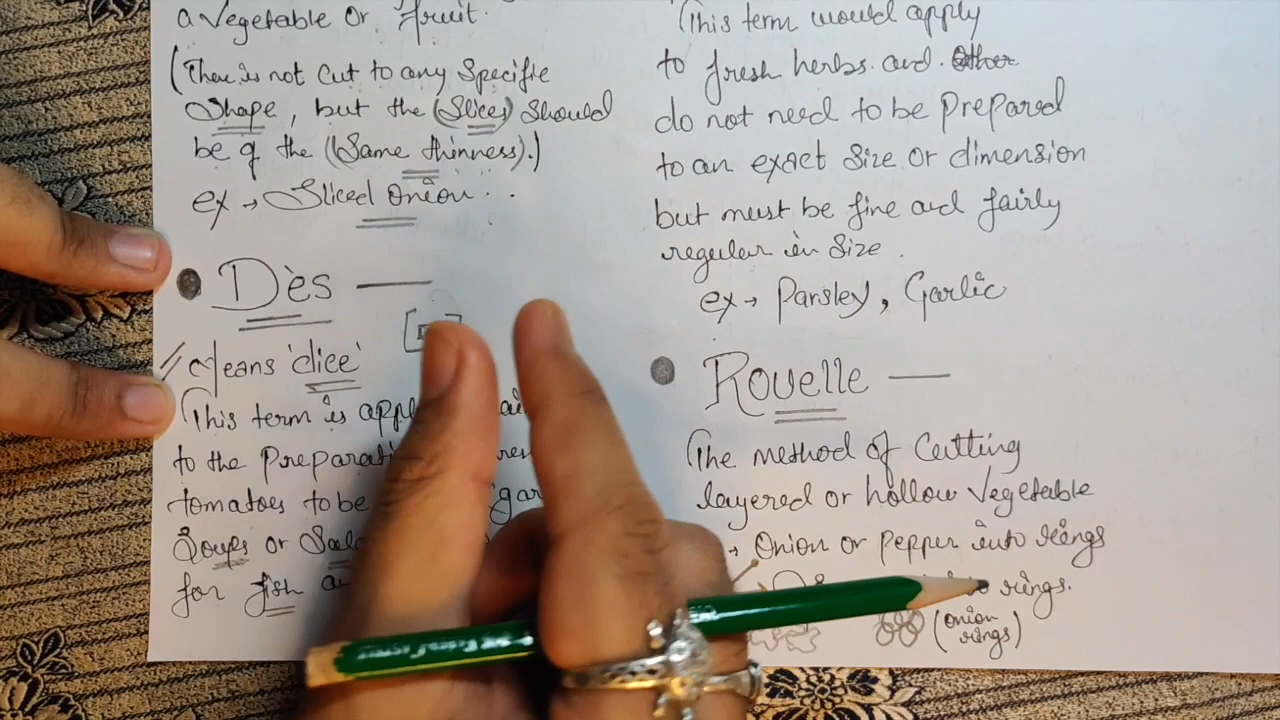 a Vegetable or fruit.
(There is not cut to any specific
Shape, but the (Slices) should
be of the (Same thinness).)
ex → Sliced onion..
Dès —
Means 'dice'
This term is
to the
tomatoes to be
Soups or
for fish
This term would apply
to fresh herbs and
do not need to be prepared
to an exact size or dimension
but must be fine and fairly
regular in size.
ex → Parsley, Garlic
Rouelle —
The method of Cutting
layered or hollow Vegetable
→ Onion or pepper into rings
rings.
(onion
rings)